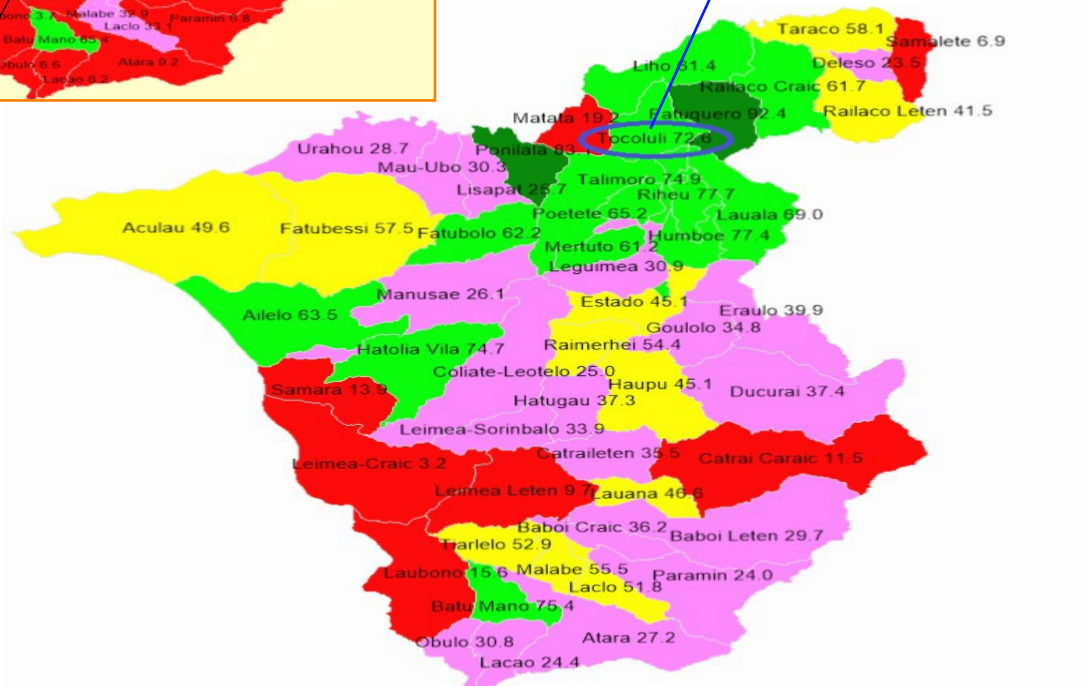 Malabe 32.9
Laclo 33.1
Paramin 6.8
Batu Mano 65.4
Atara 9.2
Obulo 6.6
Lacao 6.2
Taraco 58.1
Samalete 6.9
Liho 61.4
Deleso 23.5
Railaco Craic 61.7
Matata 19.2
Fatuquero 92.4
Railaco Leten 41.5
Tocoluli 72.6
Urahou 28.7
Ponilala 83.1
Mau-Ubo 30.3
Lisapat 25.7
Talimoro 74.9
Riheu 77.7
Poetete 65.2
Lauala 69.0
Aculau 49.6
Fatubessi 57.5
Fatubolo 62.2
Humboe 77.4
Mertuto 61.2
Leguimea 30.9
Manusae 26.1
Estado 45.1
Eraulo 39.9
Ailelo 63.5
Goulolo 34.8
Raimerhei 54.4
Hatolia Vila 74.7
Coliate-Leotelo 25.0
Haupu 45.1
Samara 13.9
Ducurai 37.4
Hatugau 37.3
Leimea-Sorinbalo 33.9
Catraileten 35.5
Catrai Caraic 11.5
Leimea-Craic 3.2
Leimea Leten 9.7
Lauana 46.6
Baboi Craic 36.2
Baboi Leten 29.7
Tiarlelo 52.9
Malabe 55.5
Laubono 15.6
Paramin 24.0
Laclo 51.8
Batu Mano 75.4
Obulo 30.8
Atara 27.2
Lacao 24.4